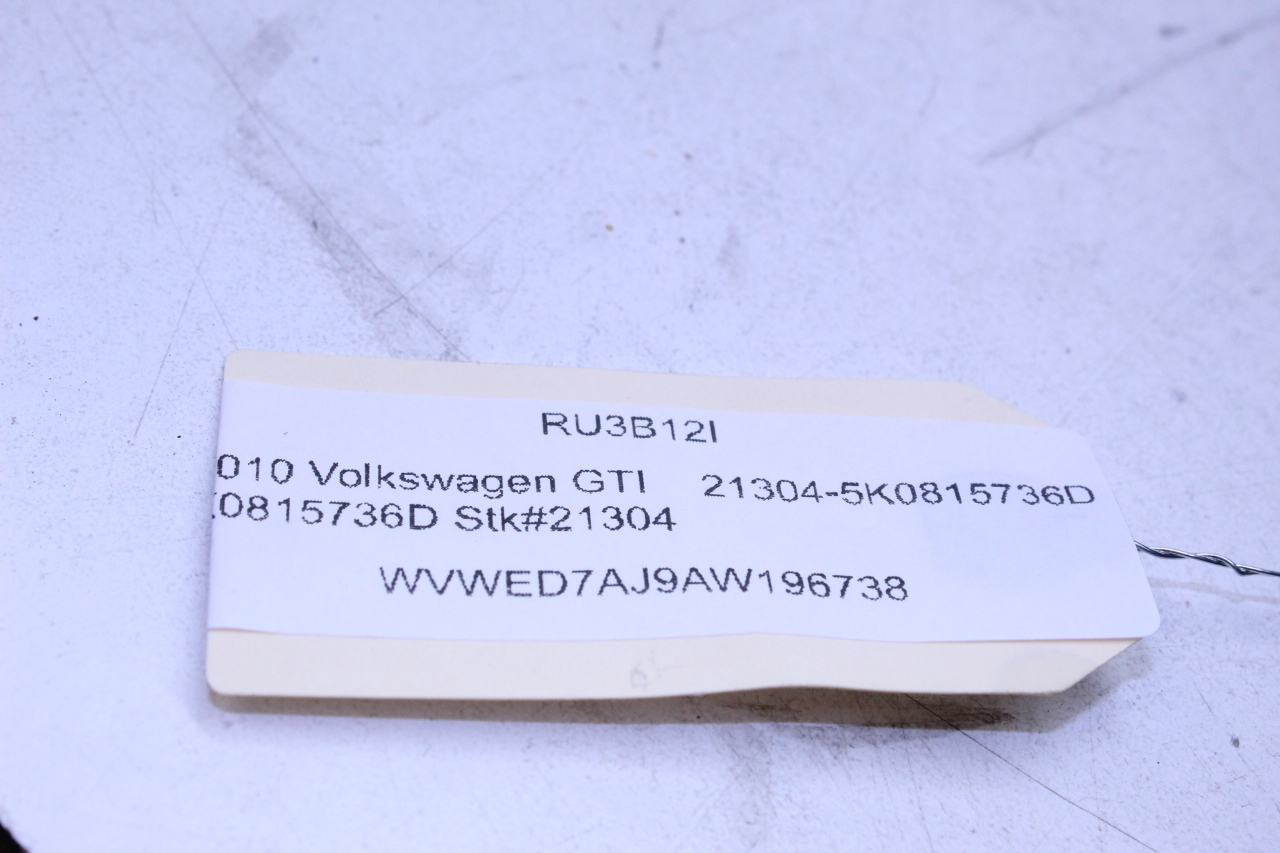 RU3B12I
010 Volkswagen GTI 21304-5K0815736D
0815736D Stk#21304
WVWED7AJ9AW196738